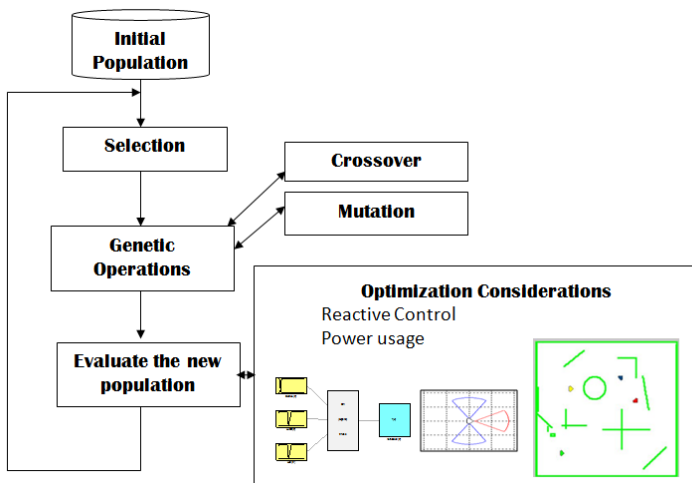 Initial
Population
Selection
Crossover
Mutation
Genetic
Operations
Optimization Considerations
Reactive Control
Power usage
Evaluate the new
population